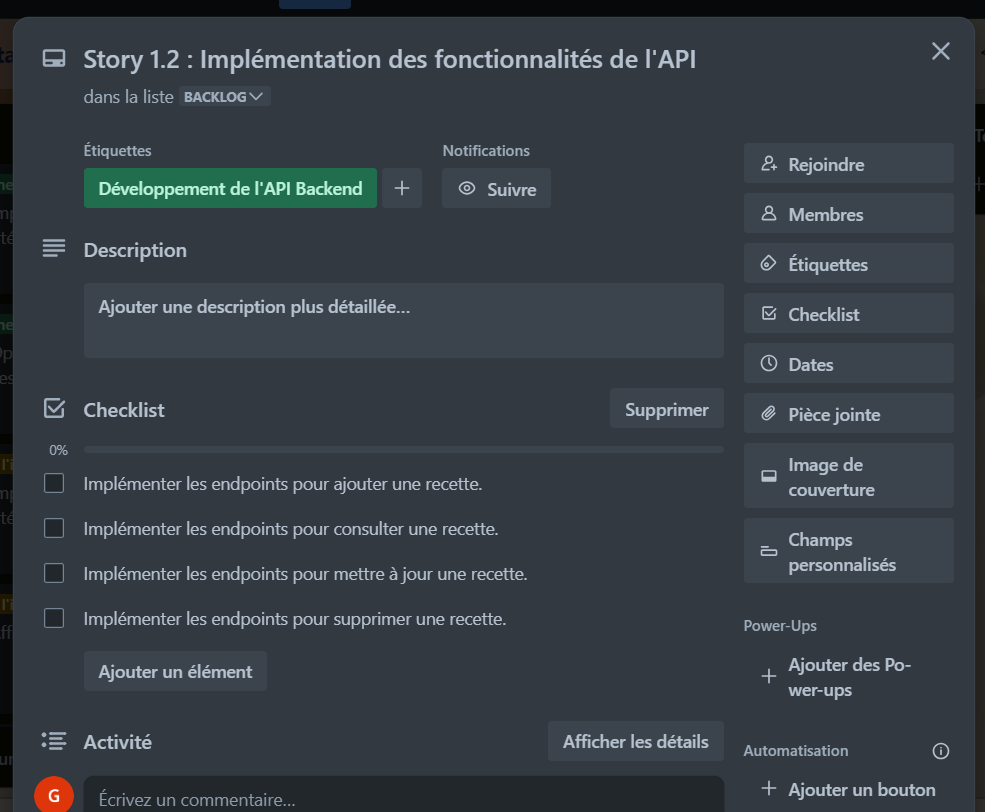 Story 1.2 : Implémentation des fonctionnalités de l'API
dans la liste BACKLOG
Étiquettes
Notifications
Développement de l'API Backend
Suivre
Description
Ajouter une description plus détaillée...
Checklist
Supprimer
0%
Implémenter les endpoints pour ajouter une recette.
Implémenter les endpoints pour consulter une recette.
Implémenter les endpoints pour mettre à jour une recette.
Implémenter les endpoints pour supprimer une recette.
Ajouter un élément
Activité
Afficher les détails
G
Écrivez un commentaire...
Rejoindre
Membres
Étiquettes
Checklist
Dates
Pièce jointe
Image de
couverture
Champs
personnalisés
Power-Ups
Ajouter des Po-
wer-ups
Automatisation
Ajouter un bouton